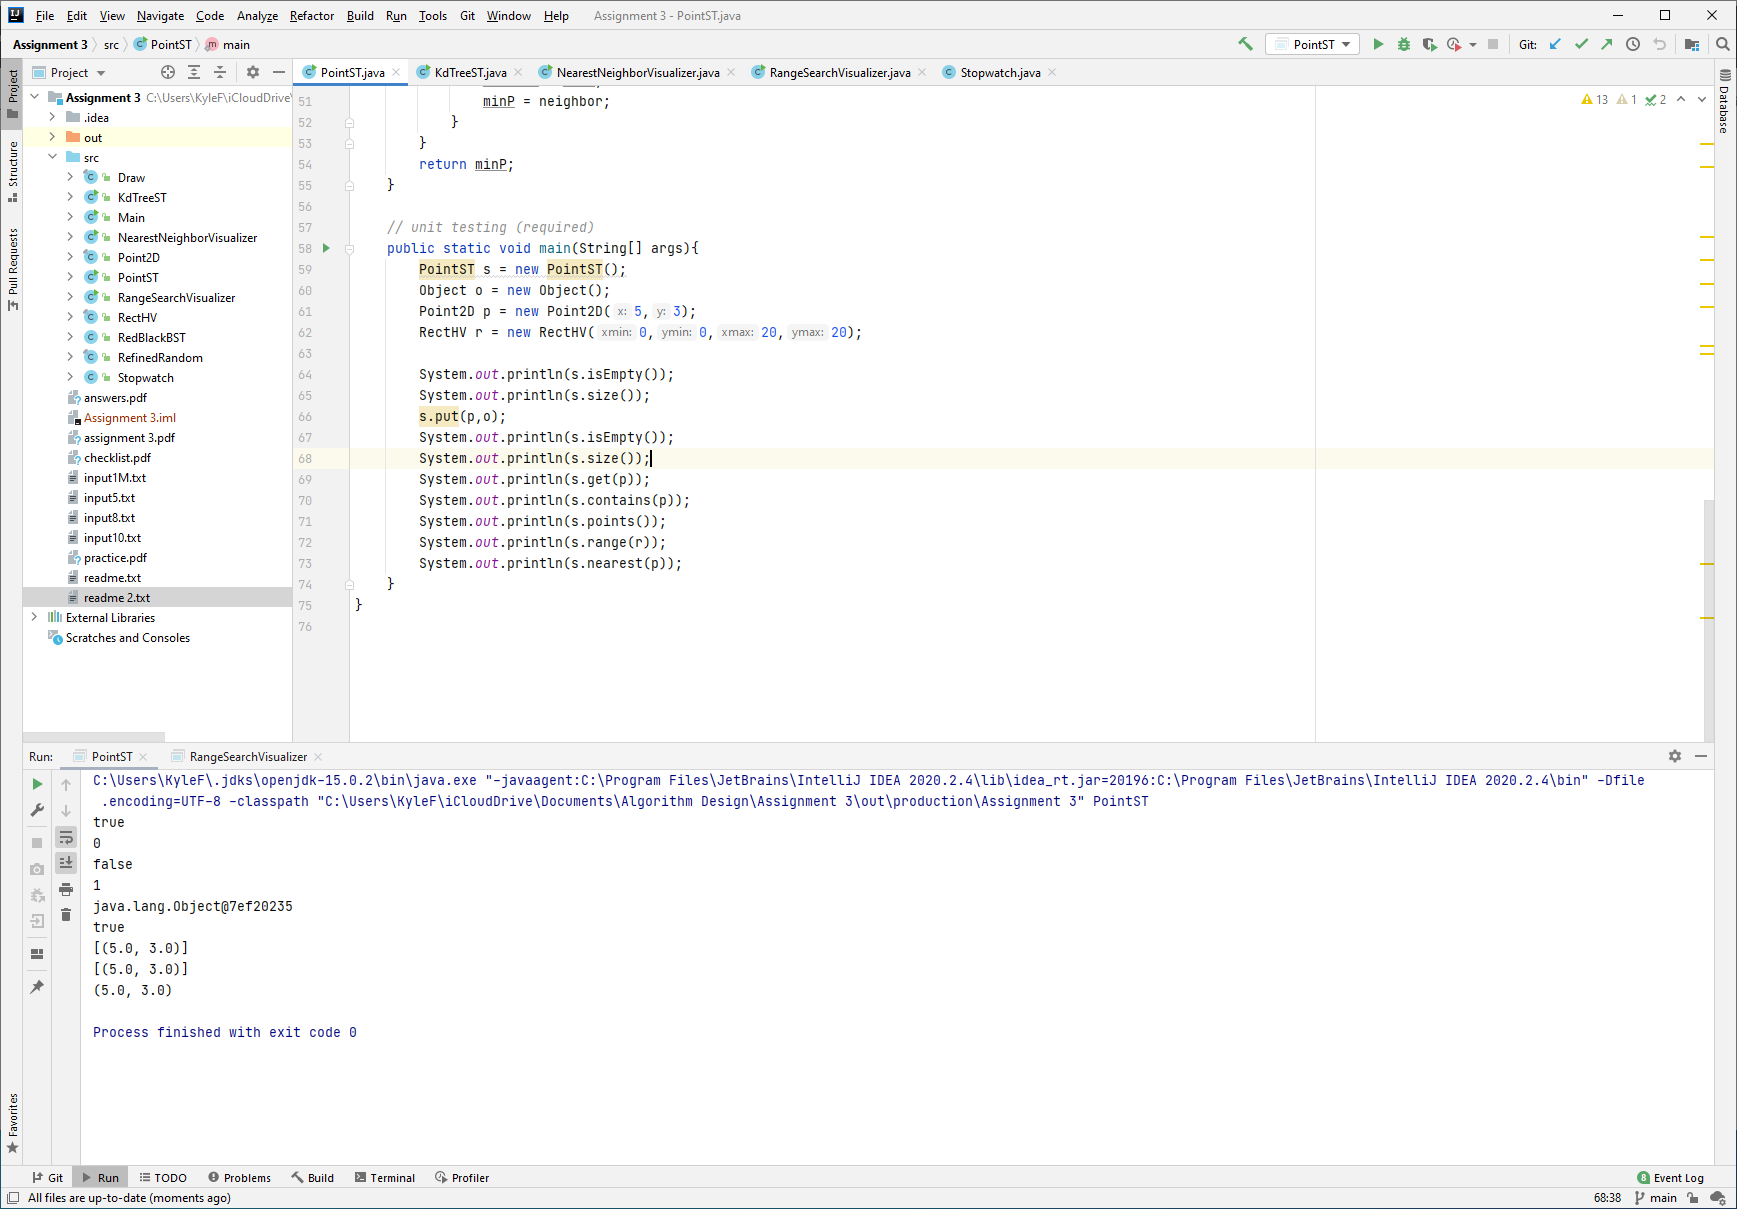 File Edit View Navigate Code Analyze Refactor Build Run Tools Git Window Help Assignment 3 - PointST.java
Assignment 3 src PointST main
PointST
Git:
Project
PointST.java KdTreeST.java NearestNeighborVisualizer.java RangeSearchVisualizer.java Stopwatch.java
Project
Structure
Pull Requests
Favorites
Database
Assignment 3 C:\Users\KyleF\iCloudDrive\
.idea
out
src
Draw
KdTreeST
Main
NearestNeighborVisualizer
Point2D
PointST
RangeSearchVisualizer
RectHV
RedBlackBST
RefinedRandom
Stopwatch
answers.pdf
Assignment 3.iml
assignment 3.pdf
checklist.pdf
input1M.txt
input5.txt
input8.txt
input10.txt
practice.pdf
readme.txt
readme 2.txt
External Libraries
Scratches and Consoles
13 1 2
51 minP = neighbor;
52 }
53 }
54 return minP;
55 }
56
57 // unit testing (required)
58 public static void main(String[] args){
59 PointST s = new PointST();
60 Object o = new Object();
61 Point2D p = new Point2D( x: 5, y: 3);
62 RectHV r = new RectHV( xmin: 0, ymin: 0, xmax: 20, ymax: 20);
63
64 System.out.println(s.isEmpty());
65 System.out.println(s.size());
66 s.put(p,o);
67 System.out.println(s.isEmpty());
68 System.out.println(s.size());
69 System.out.println(s.get(p));
70 System.out.println(s.contains(p));
71 System.out.println(s.points());
72 System.out.println(s.range(r));
73 System.out.println(s.nearest(p));
74 }
75 }
76
Run: PointST RangeSearchVisualizer
C:\Users\KyleF\.jdks\openjdk-15.0.2\bin\java.exe "-javaagent:C:\Program Files\JetBrains\IntelliJ IDEA 2020.2.4\lib\idea_rt.jar=20196:C:\Program Files\JetBrains\IntelliJ IDEA 2020.2.4\bin" -Dfile
.encoding=UTF-8 -classpath "C:\Users\KyleF\iCloudDrive\Documents\Algorithm Design\Assignment 3\out\production\Assignment 3" PointST
true
0
false
1
java.lang.Object@7ef20235
true
[(5.0, 3.0)]
[(5.0, 3.0)]
(5.0, 3.0)
Process finished with exit code 0
Git Run TODO Problems Build Terminal Profiler 8 Event Log
All files are up-to-date (moments ago) 68:38 main